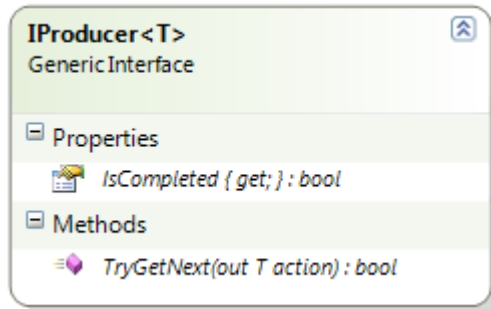 IProducer<T>
Generic Interface
Properties
IsCompleted { get; } : bool
Methods
TryGetNext(out T action) : bool